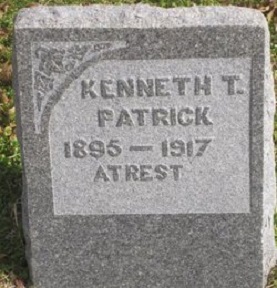 KENNETH T.
PATRICK
1895 — 1917
AT REST